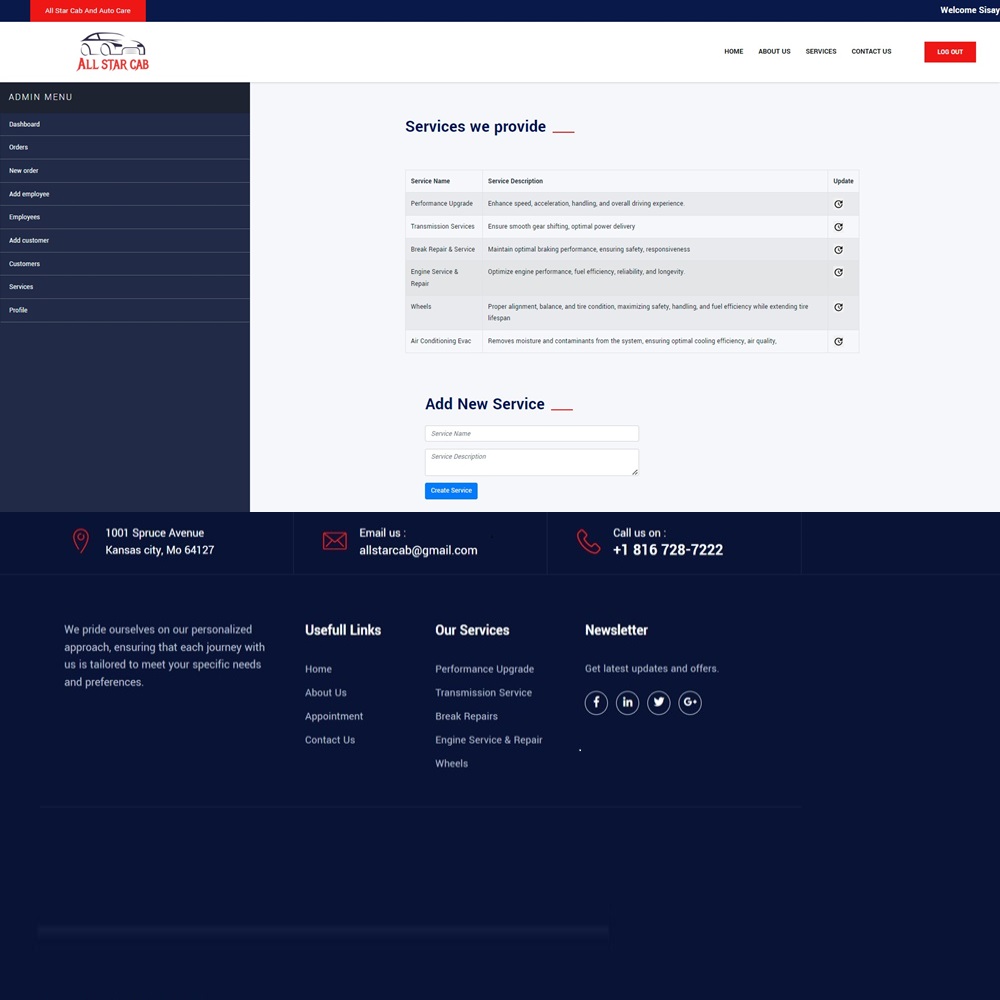 All Star Cab And Auto Care
Welcome Sisay
ALL STAR CAB
HOME ABOUT US SERVICES CONTACT US LOG OUT
ADMIN MENU
Dashboard
Orders
New order
Add employee
Employees
Add customer
Customers
Services
Profile
Services we provide
Service Name Service Description Update
Performance Upgrade Enhance speed, acceleration, handling, and overall driving experience.
Transmission Services Ensure smooth gear shifting, optimal power delivery
Break Repair & Service Maintain optimal braking performance, ensuring safety, responsiveness
Engine Service & Optimize engine performance, fuel efficiency, reliability, and longevity.
Repair
Wheels Proper alignment, balance, and tire condition, maximizing safety, handling, and fuel efficiency while extending tire
lifespan
Air Conditioning Evac Removes moisture and contaminants from the system, ensuring optimal cooling efficiency, air quality,
Add New Service
Service Name
Service Description
Create Service
1001 Spruce Avenue
Kansas city, Mo 64127
Email us :
allstarcab@gmail.com
Call us on :
+1 816 728-7222
We pride ourselves on our personalized
approach, ensuring that each journey with
us is tailored to meet your specific needs
and preferences.
Usefull Links
Home
About Us
Appointment
Contact Us
Our Services
Performance Upgrade
Transmission Service
Break Repairs
Engine Service & Repair
Wheels
Newsletter
Get latest updates and offers.